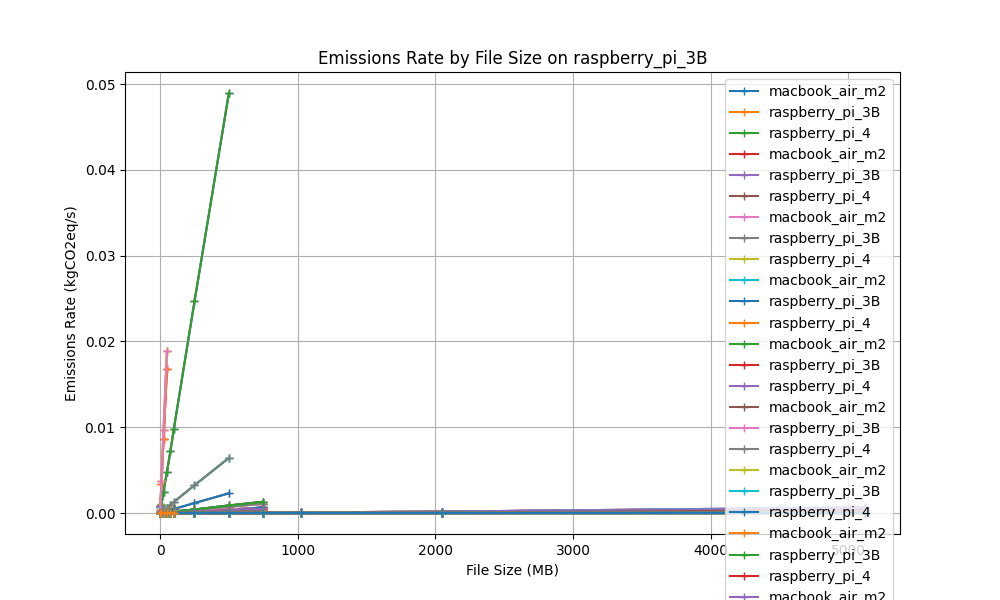 Emissions Rate by File Size on raspberry_pi_3B
Emissions Rate (kgCO2eq/s)
0.05
0.04
0.03
0.02
0.01
0.00
0
1000
2000
3000
4000
5000
File Size (MB)
macbook_air_m2
raspberry_pi_3B
raspberry_pi_4
macbook_air_m2
raspberry_pi_3B
raspberry_pi_4
macbook_air_m2
raspberry_pi_3B
raspberry_pi_4
macbook_air_m2
raspberry_pi_3B
raspberry_pi_4
macbook_air_m2
raspberry_pi_3B
raspberry_pi_4
macbook_air_m2
raspberry_pi_3B
raspberry_pi_4
macbook_air_m2
raspberry_pi_3B
raspberry_pi_4
macbook_air_m2
raspberry_pi_3B
raspberry_pi_4
macbook_air_m2